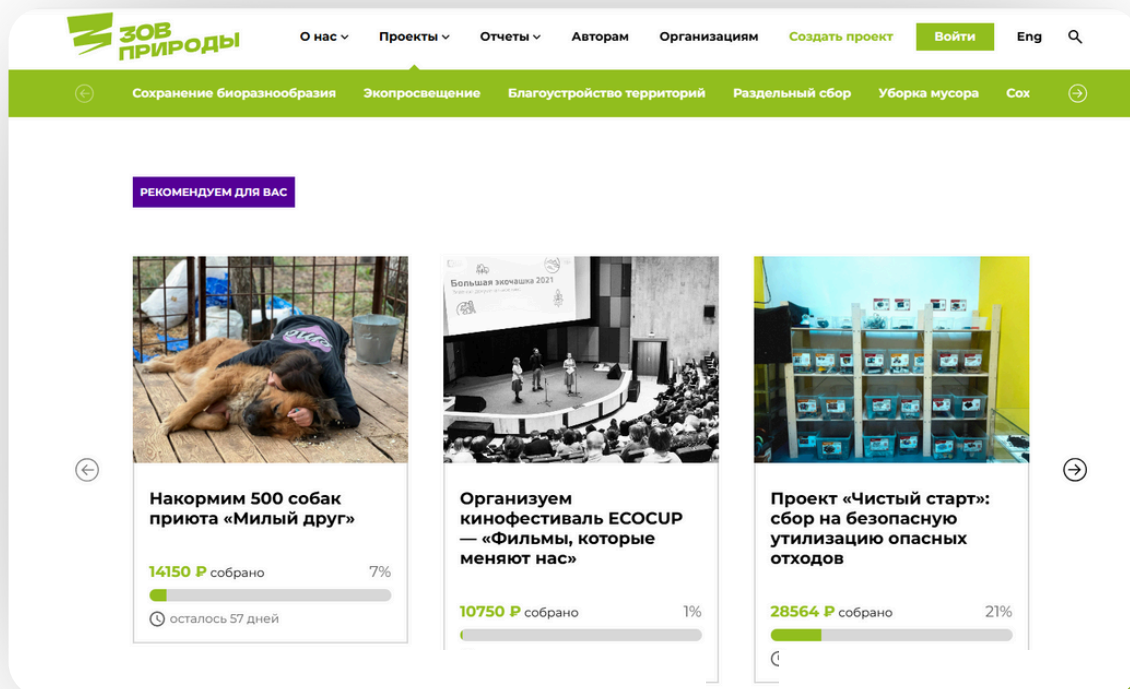 ЗОВ
ПРИРОДЫ
О нас Проекты Отчеты Авторам Организациям Создать проект Войти Eng
Сохранение биоразнообразия Экопросвещение Благоустройство территорий Раздельный сбор Уборка мусора Сох
РЕКОМЕНДУЕМ ДЛЯ ВАС
Большая экочашка 2021
Накормим 500 собак
приюта «Милый друг»
14150 ₽ собрано 7%
осталось 57 дней
Организуем
кинофестиваль ECOCUP
— «Фильмы, которые
меняют нас»
10750 ₽ собрано 1%
Проект «Чистый старт»:
сбор на безопасную
утилизацию опасных
отходов
28564 ₽ собрано 21%